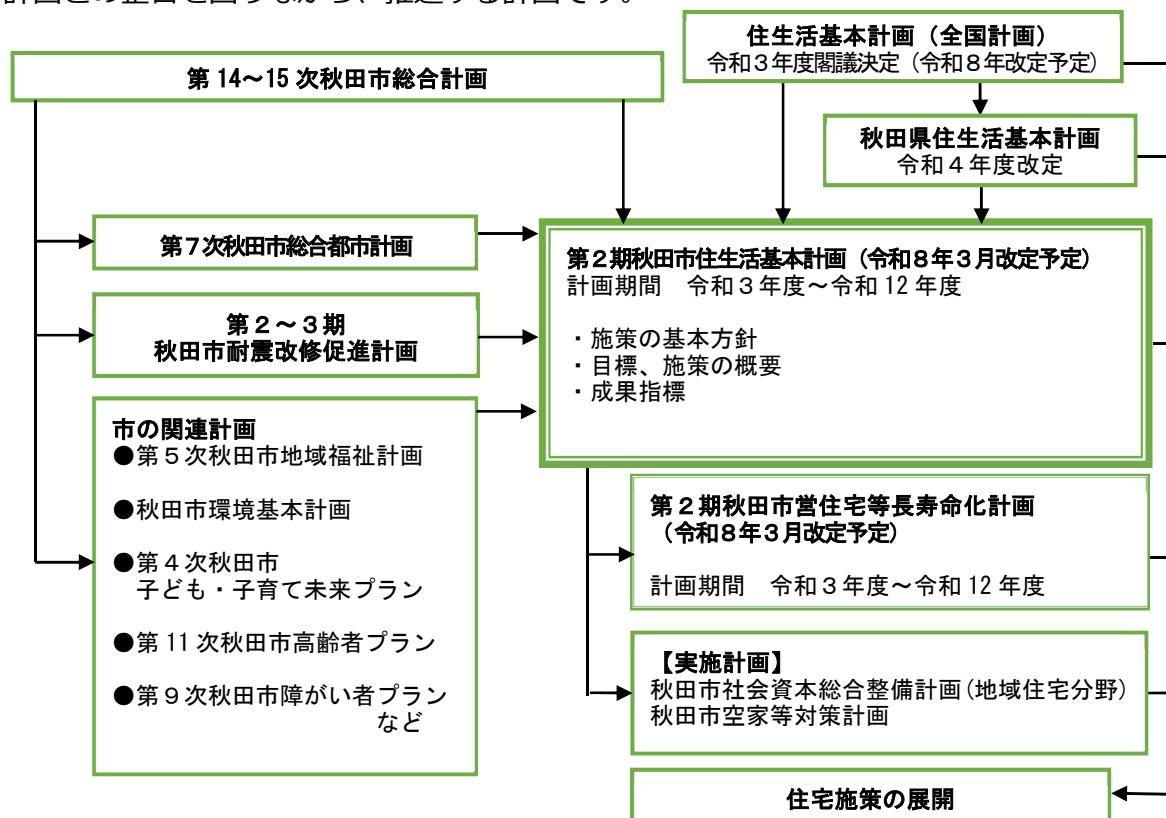 計画との整合を図りながら、推進する計画です。
住生活基本計画（全国計画）
令和３年度閣議決定（令和８年改定予定）
第 14～15 次秋田市総合計画
秋田県住生活基本計画
令和４年度改定
第７次秋田市総合都市計画
第２期秋田市住生活基本計画（令和８年３月改定予定）
計画期間　令和３年度～令和 12 年度
・施策の基本方針
・目標、施策の概要
・成果指標
第２～３期
秋田市耐震改修促進計画
市の関連計画
●第５次秋田市地域福祉計画
●秋田市環境基本計画
●第４次秋田市
子ども・子育て未来プラン
●第 11 次秋田市高齢者プラン
●第９次秋田市障がい者プラン
など
第２期秋田市営住宅等長寿命化計画
（令和８年３月改定予定）
計画期間　令和３年度～令和 12 年度
【実施計画】
秋田市社会資本総合整備計画(地域住宅分野)
秋田市空家等対策計画
住宅施策の展開